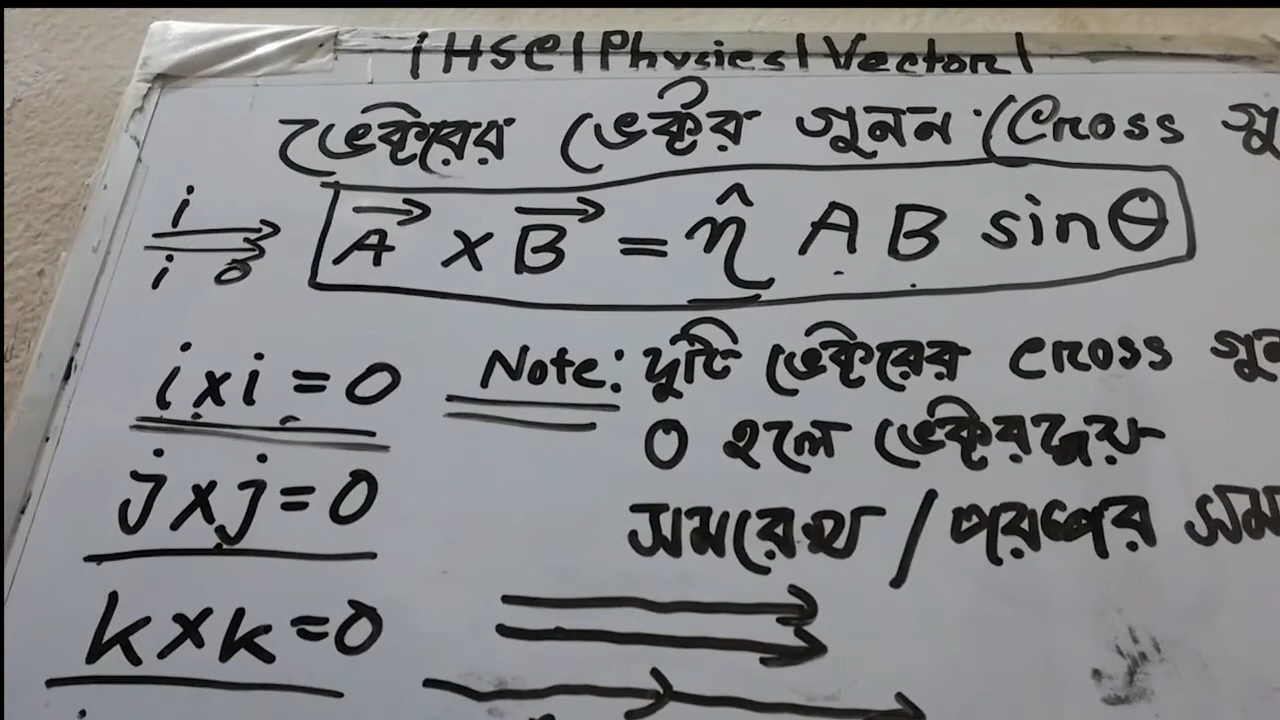 |HSC|Physics|Vector|
ভেক্টরের ভেক্টর গুনন (Cross
i
i 0
A × B = η̂ A B sinθ
i×i=0
Note: দুটি ভেক্টরের cross
0 হলে ভেক্টরদ্বয়
j×j=0
সমরেখ / পরস্পর
k×k=0